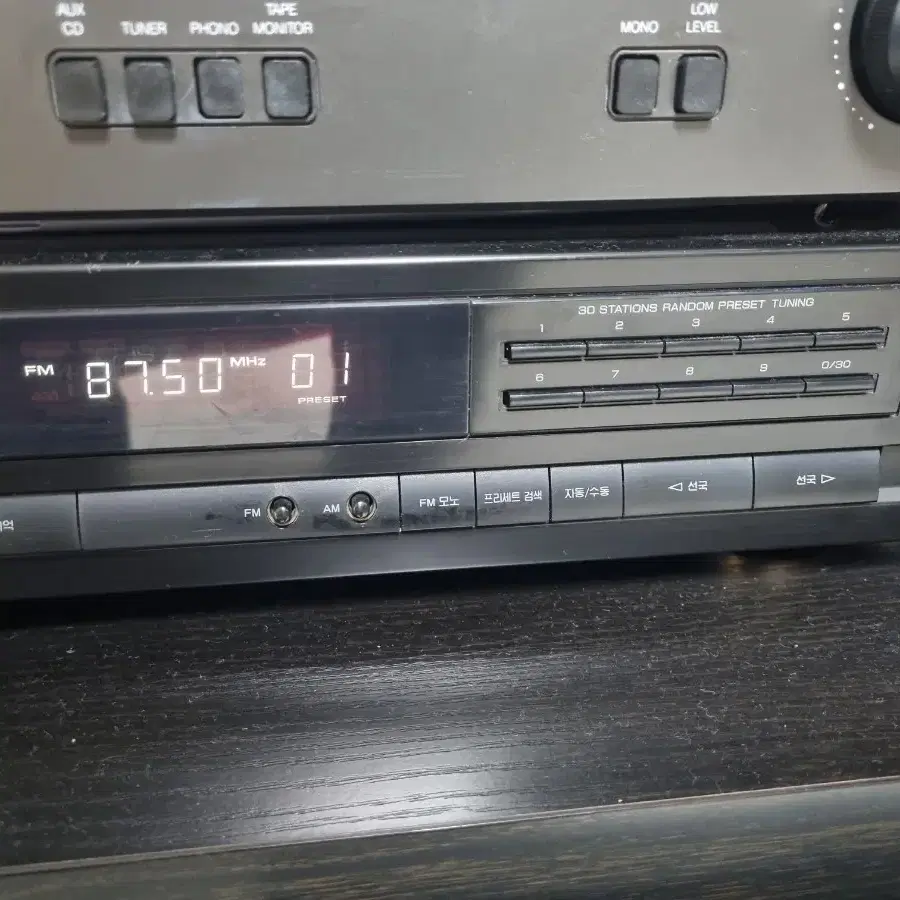 AUX
CD
TUNER
PHONO
TAPE
MONITOR
MONO
LOW
LEVEL
30 STATIONS RANDOM PRESET TUNING
1 2 3 4 5
6 7 8 9 0/30
FM 87.50 MHz 01
PRESET
FM
AM
FM 모노
프리세트 검색
자동/수동
◁ 선국
선국 ▷